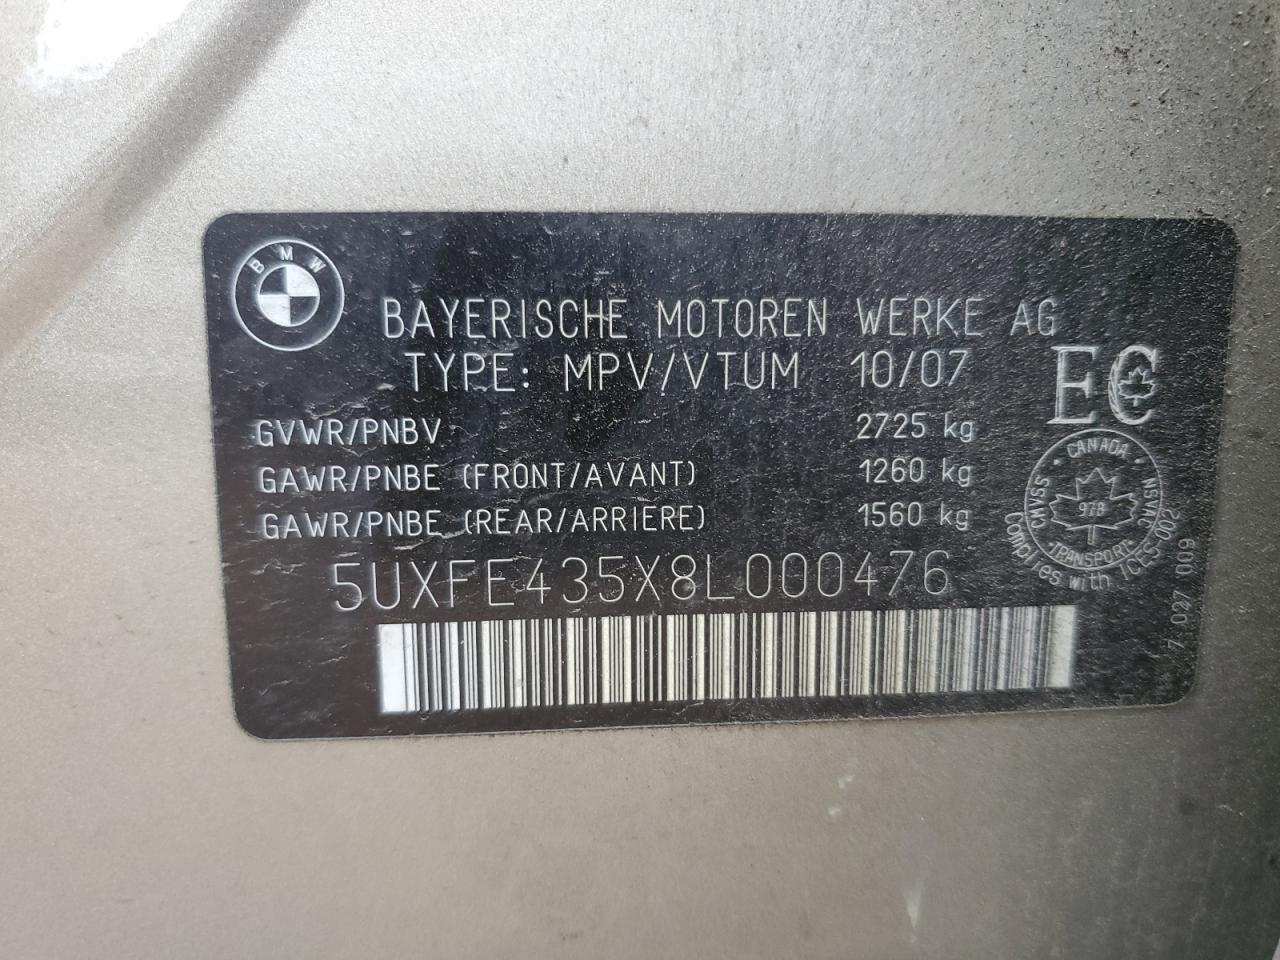 BMW
BAYERISCHE MOTOREN WERKE AG
TYPE: MPV/VTUM 10/07
EC
GVWR/PNBV 2725 kg
GAWR/PNBE (FRONT/AVANT) 1260 kg
GAWR/PNBE (REAR/ARRIERE) 1560 kg
CANADA
CMVSS NSVAC
978
TRANSPORT
Complies with ICES-002
5UXFE435X8L000476
7 027 009